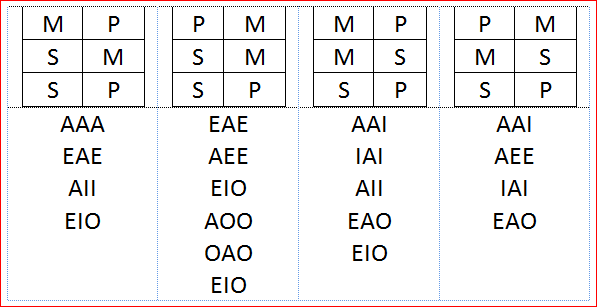 M P P M M P P M
S M S M M S M S
S P S P S P S P
AAA EAE AAI AAI
EAE AEE IAI AEE
AII EIO AII IAI
EIO AOO EAO EAO
OAO EIO
EIO